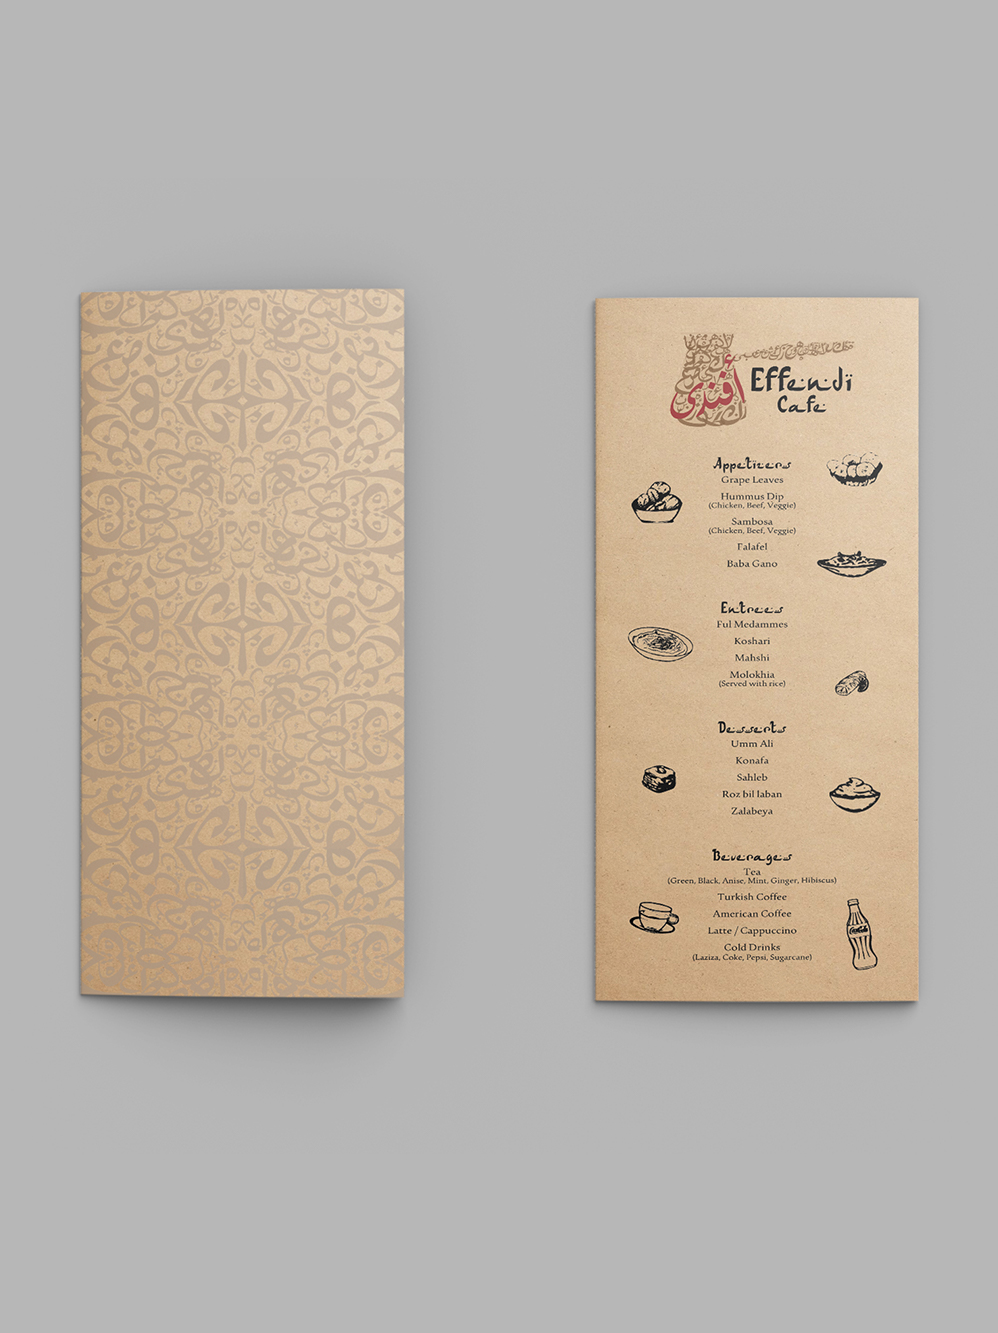 أفندي
Effendi
Cafe
Appetizers
Grape Leaves
Hummus Dip
(Chicken, Beef, Veggie)
Sambosa
(Chicken, Beef, Veggie)
Falafel
Baba Gano
Entrees
Ful Medammes
Koshari
Mahshi
Molokhia
(Served with rice)
Desserts
Umm Ali
Konafa
Sahleb
Roz bil laban
Zalabeya
Beverages
Tea
(Green, Black, Anise, Mint, Ginger, Hibiscus)
Turkish Coffee
American Coffee
Latte / Cappuccino
Cold Drinks
(Laziza, Coke, Pepsi, Sugarcane)
Coca-Cola